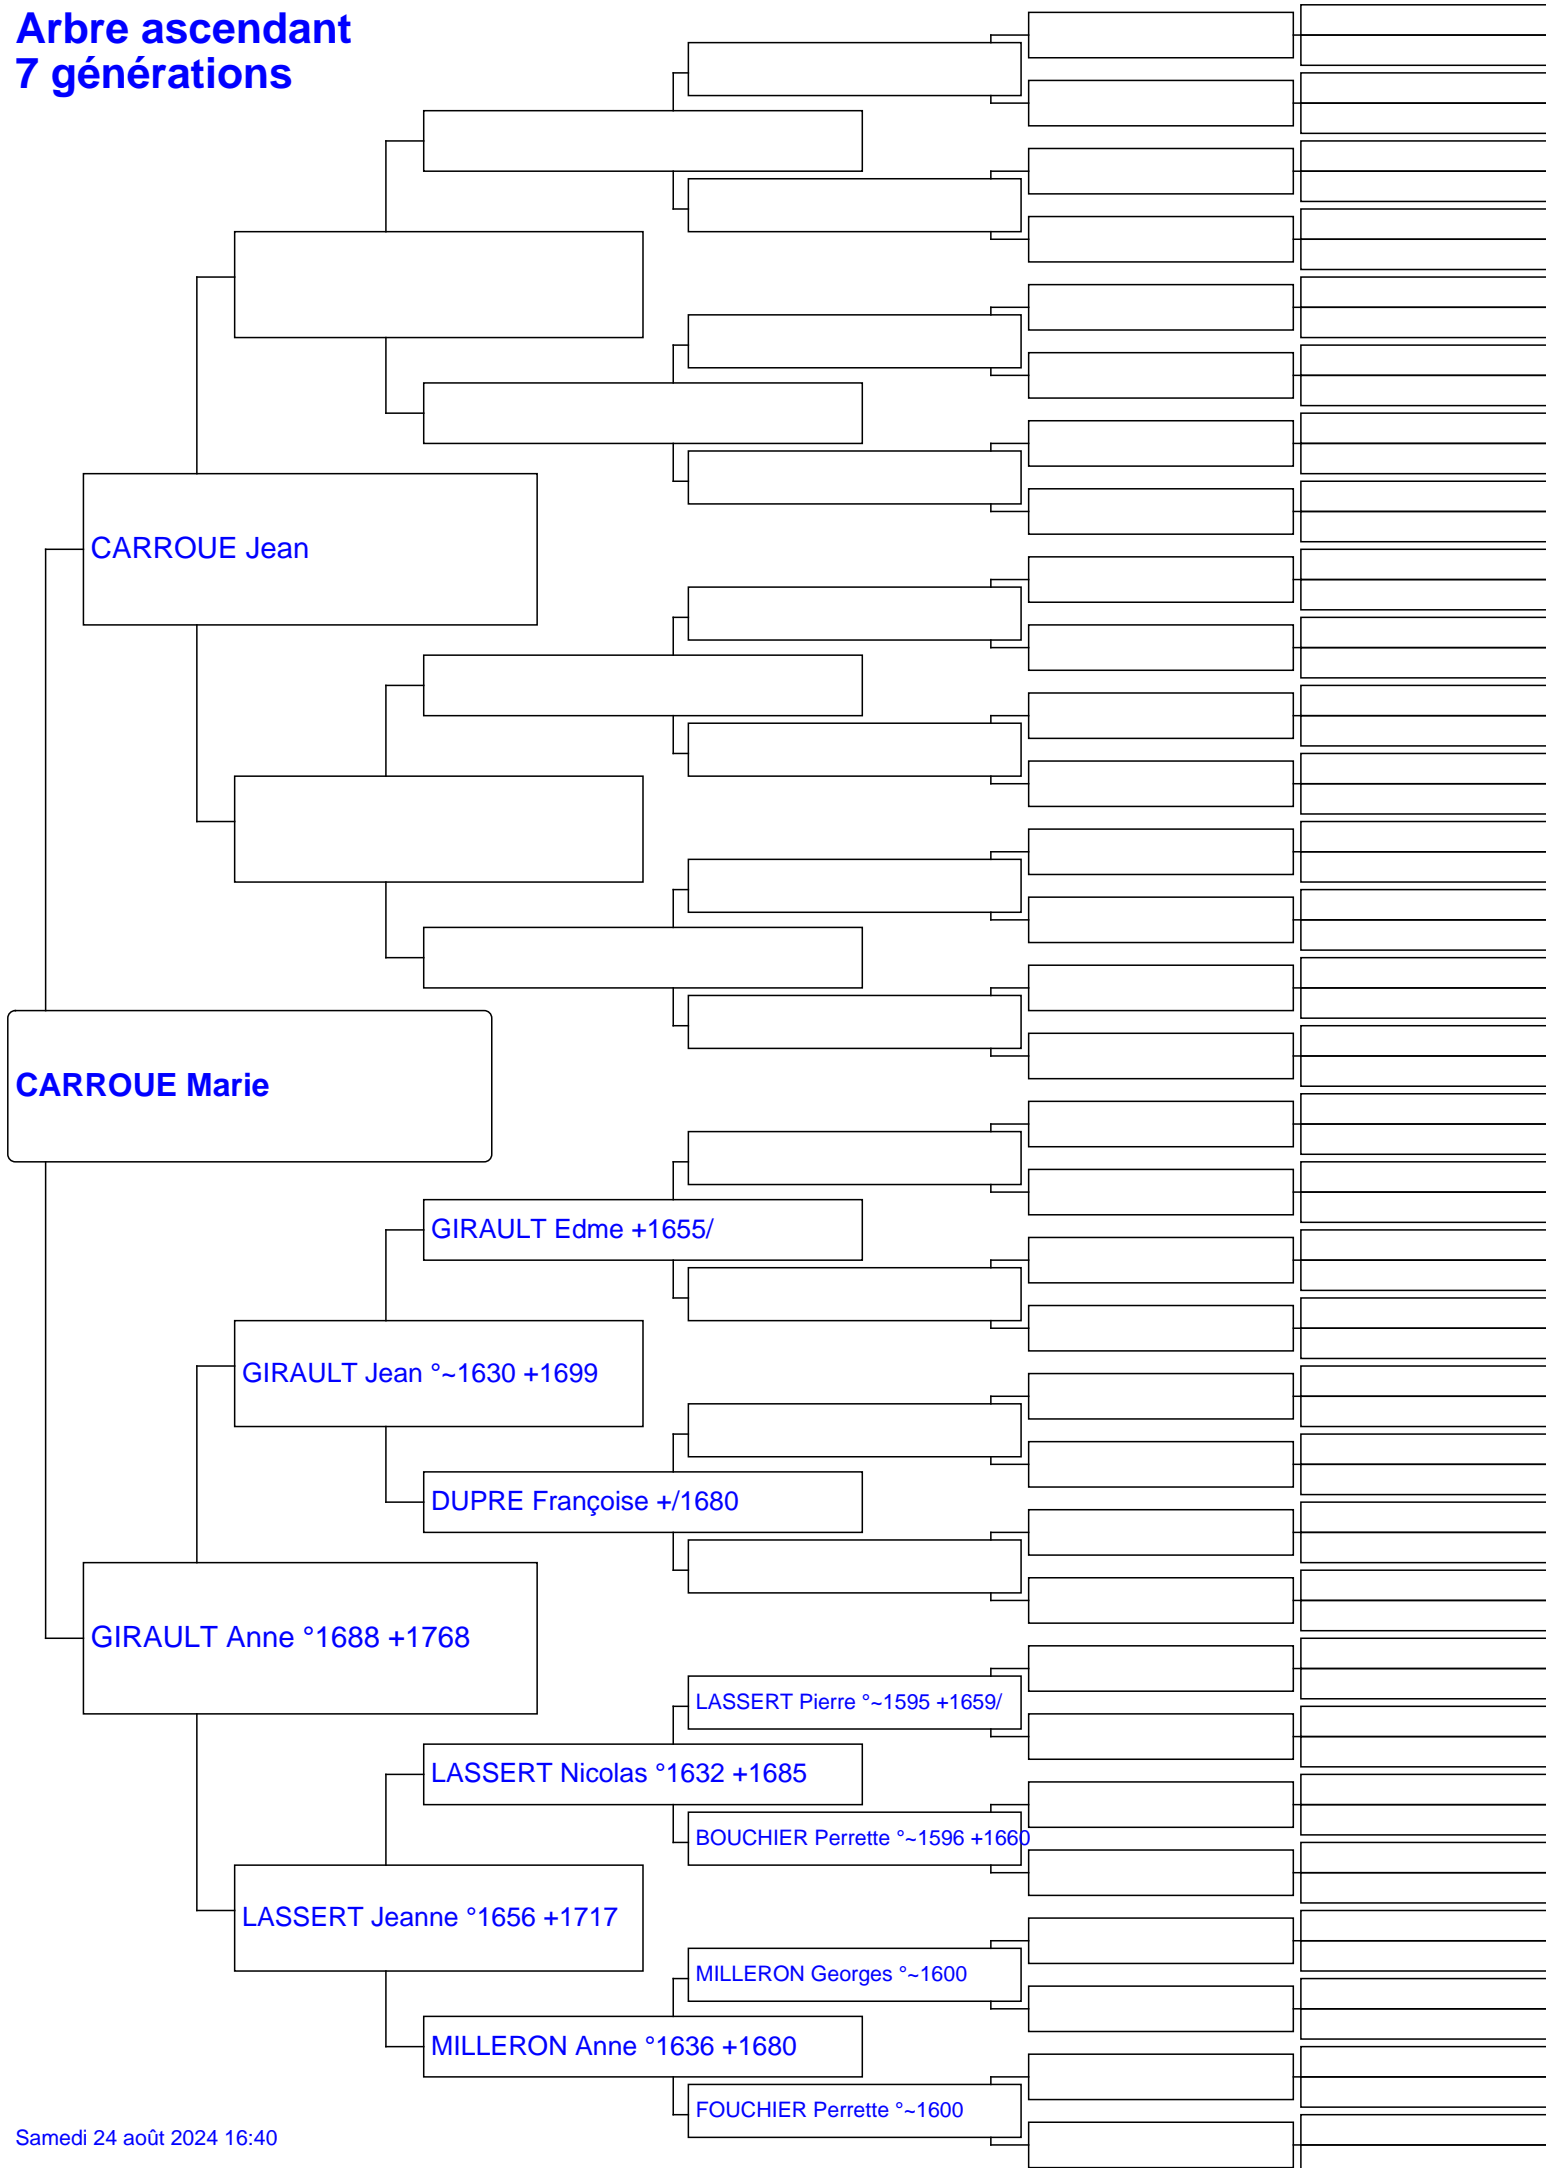 Arbre ascendant
7 générations
CARROUE Jean
CARROUE Marie
GIRAULT Edme +1655/
GIRAULT Jean °~1630 +1699
DUPRE Françoise +/1680
GIRAULT Anne °1688 +1768
LASSERT Pierre °~1595 +1659/
LASSERT Nicolas °1632 +1685
BOUCHIER Perrette °~1596 +1660
LASSERT Jeanne °1656 +1717
MILLERON Georges °~1600
MILLERON Anne °1636 +1680
FOUCHIER Perrette °~1600
Samedi 24 août 2024 16:40